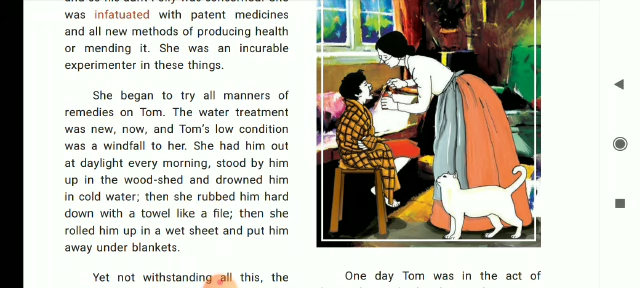 was infatuated with patent medicines
and all new methods of producing health
or mending it. She was an incurable
experimenter in these things.
She began to try all manners of
remedies on Tom. The water treatment
was new, now, and Tom's low condition
was a windfall to her. She had him out
at daylight every morning, stood by him
up in the wood-shed and drowned him
in cold water; then she rubbed him hard
down with a towel like a file; then she
rolled him up in a wet sheet and put him
away under blankets.
Yet not withstanding all this, the
One day Tom was in the act of